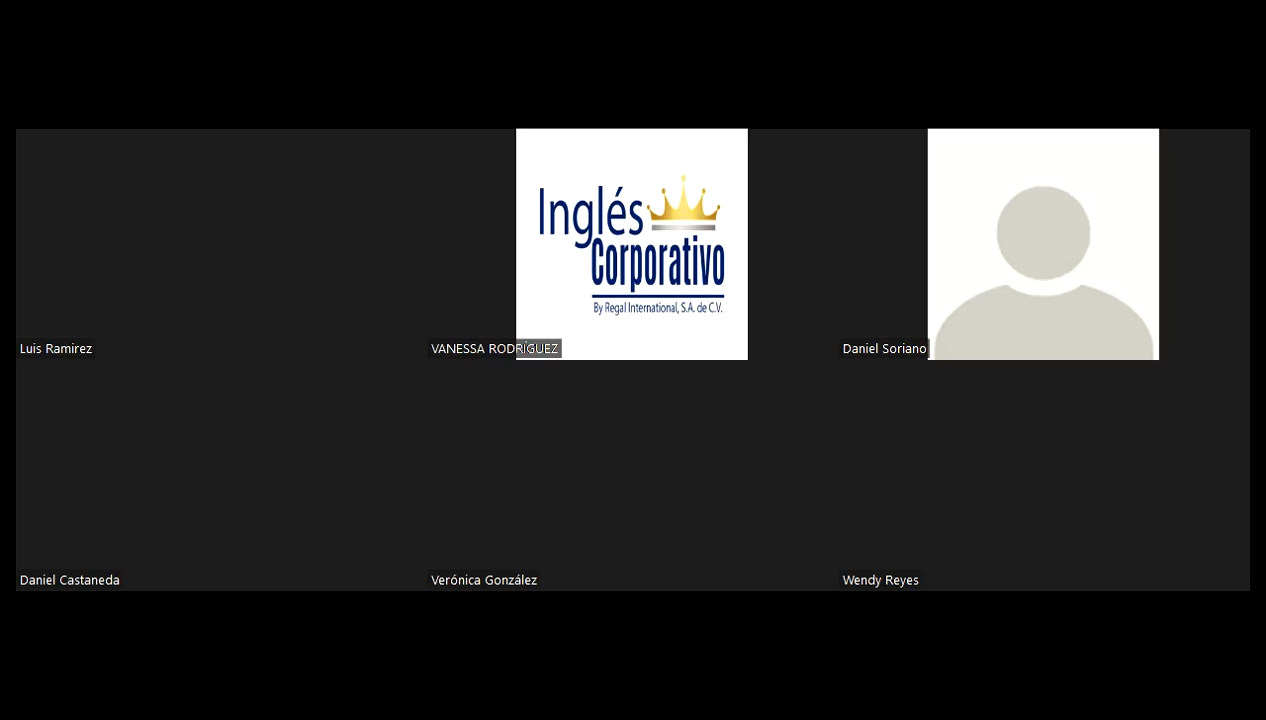 Inglés
Corporativo
By Regal International, S.A. de C.V.
Luis Ramirez
VANESSA RODRÍGUEZ
Daniel Soriano
Daniel Castaneda
Verónica González
Wendy Reyes